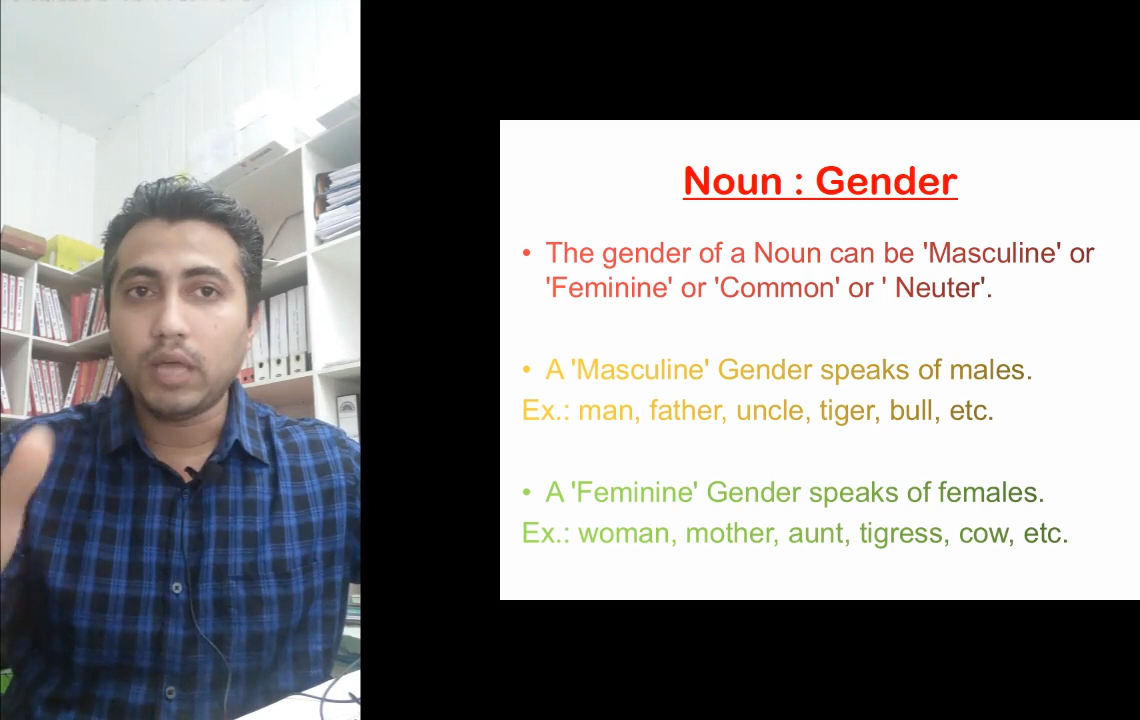 Noun : Gender
• The gender of a Noun can be 'Masculine' or
'Feminine' or 'Common' or ' Neuter'.
• A 'Masculine' Gender speaks of males.
Ex.: man, father, uncle, tiger, bull, etc.
• A 'Feminine' Gender speaks of females.
Ex.: woman, mother, aunt, tigress, cow, etc.